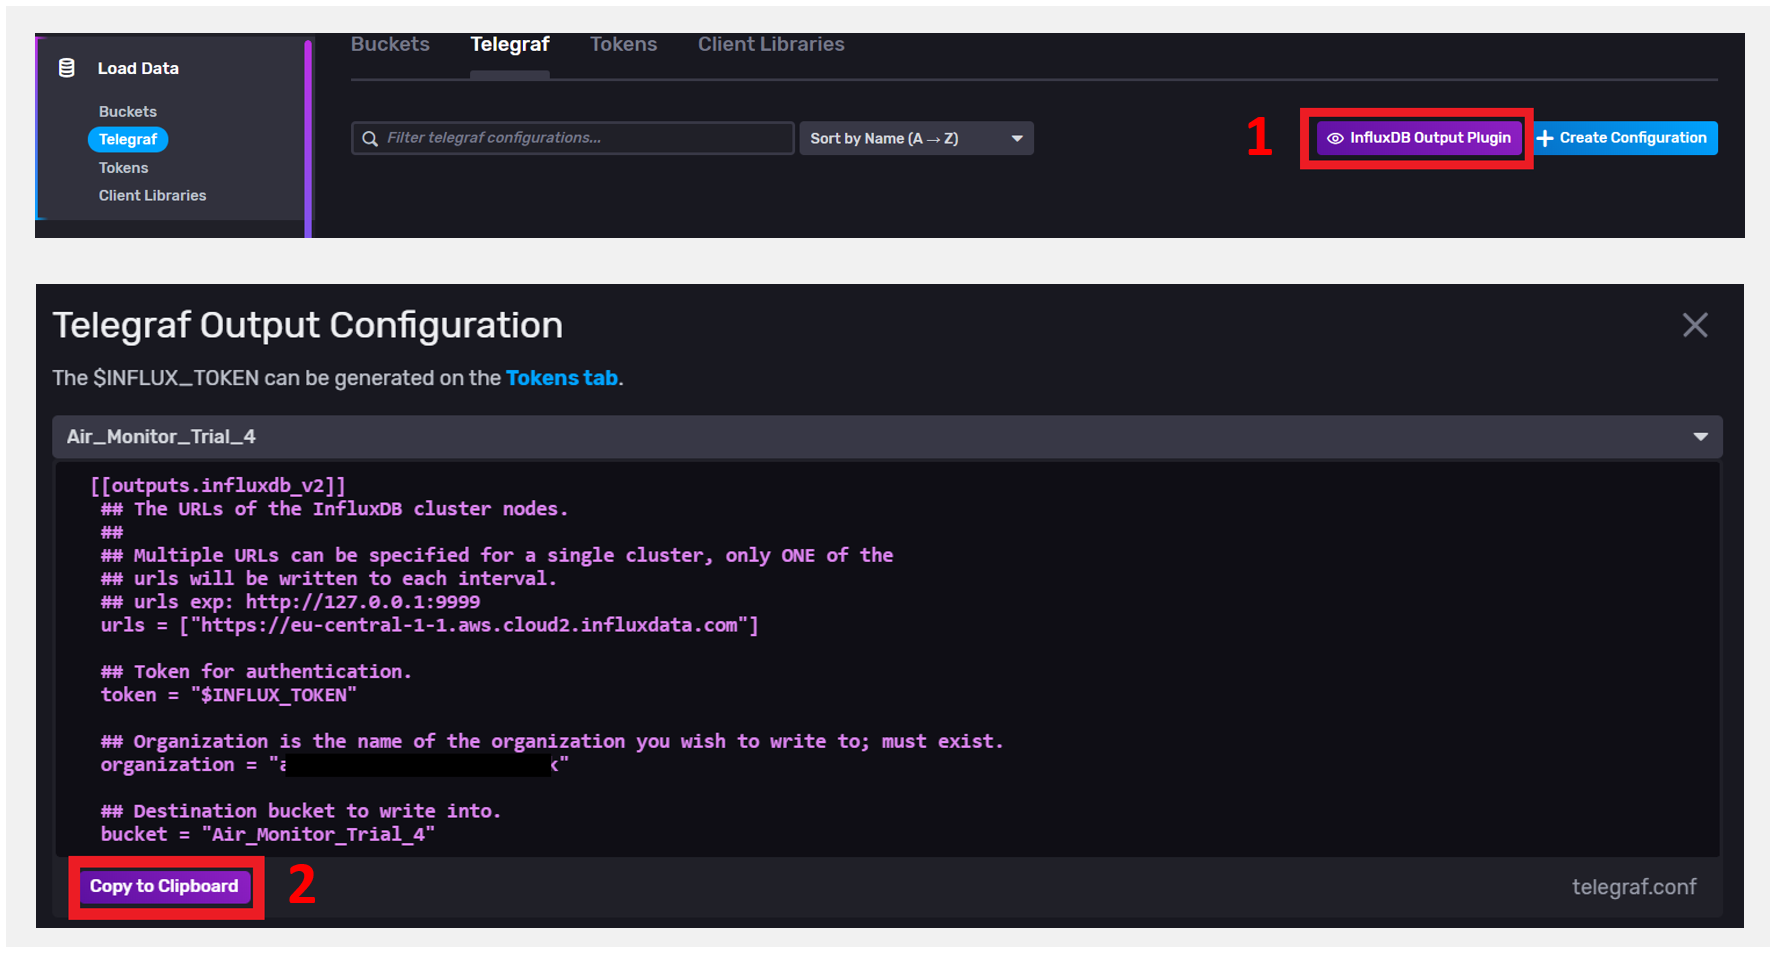 Load Data
Buckets
Telegraf
Tokens
Client Libraries
Buckets Telegraf Tokens Client Libraries
Filter telegraf configurations...
Sort by Name (A → Z)
1
InfluxDB Output Plugin
Create Configuration
Telegraf Output Configuration
The $INFLUX_TOKEN can be generated on the Tokens tab.
Air_Monitor_Trial_4
[[outputs.influxdb_v2]]
## The URLs of the InfluxDB cluster nodes.
##
## Multiple URLs can be specified for a single cluster, only ONE of the
## urls will be written to each interval.
## urls exp: http://127.0.0.1:9999
urls = ["https://eu-central-1-1.aws.cloud2.influxdata.com"]
## Token for authentication.
token = "$INFLUX_TOKEN"
## Organization is the name of the organization you wish to write to; must exist.
organization = "
## Destination bucket to write into.
bucket = "Air_Monitor_Trial_4"
Copy to Clipboard
2
telegraf.conf